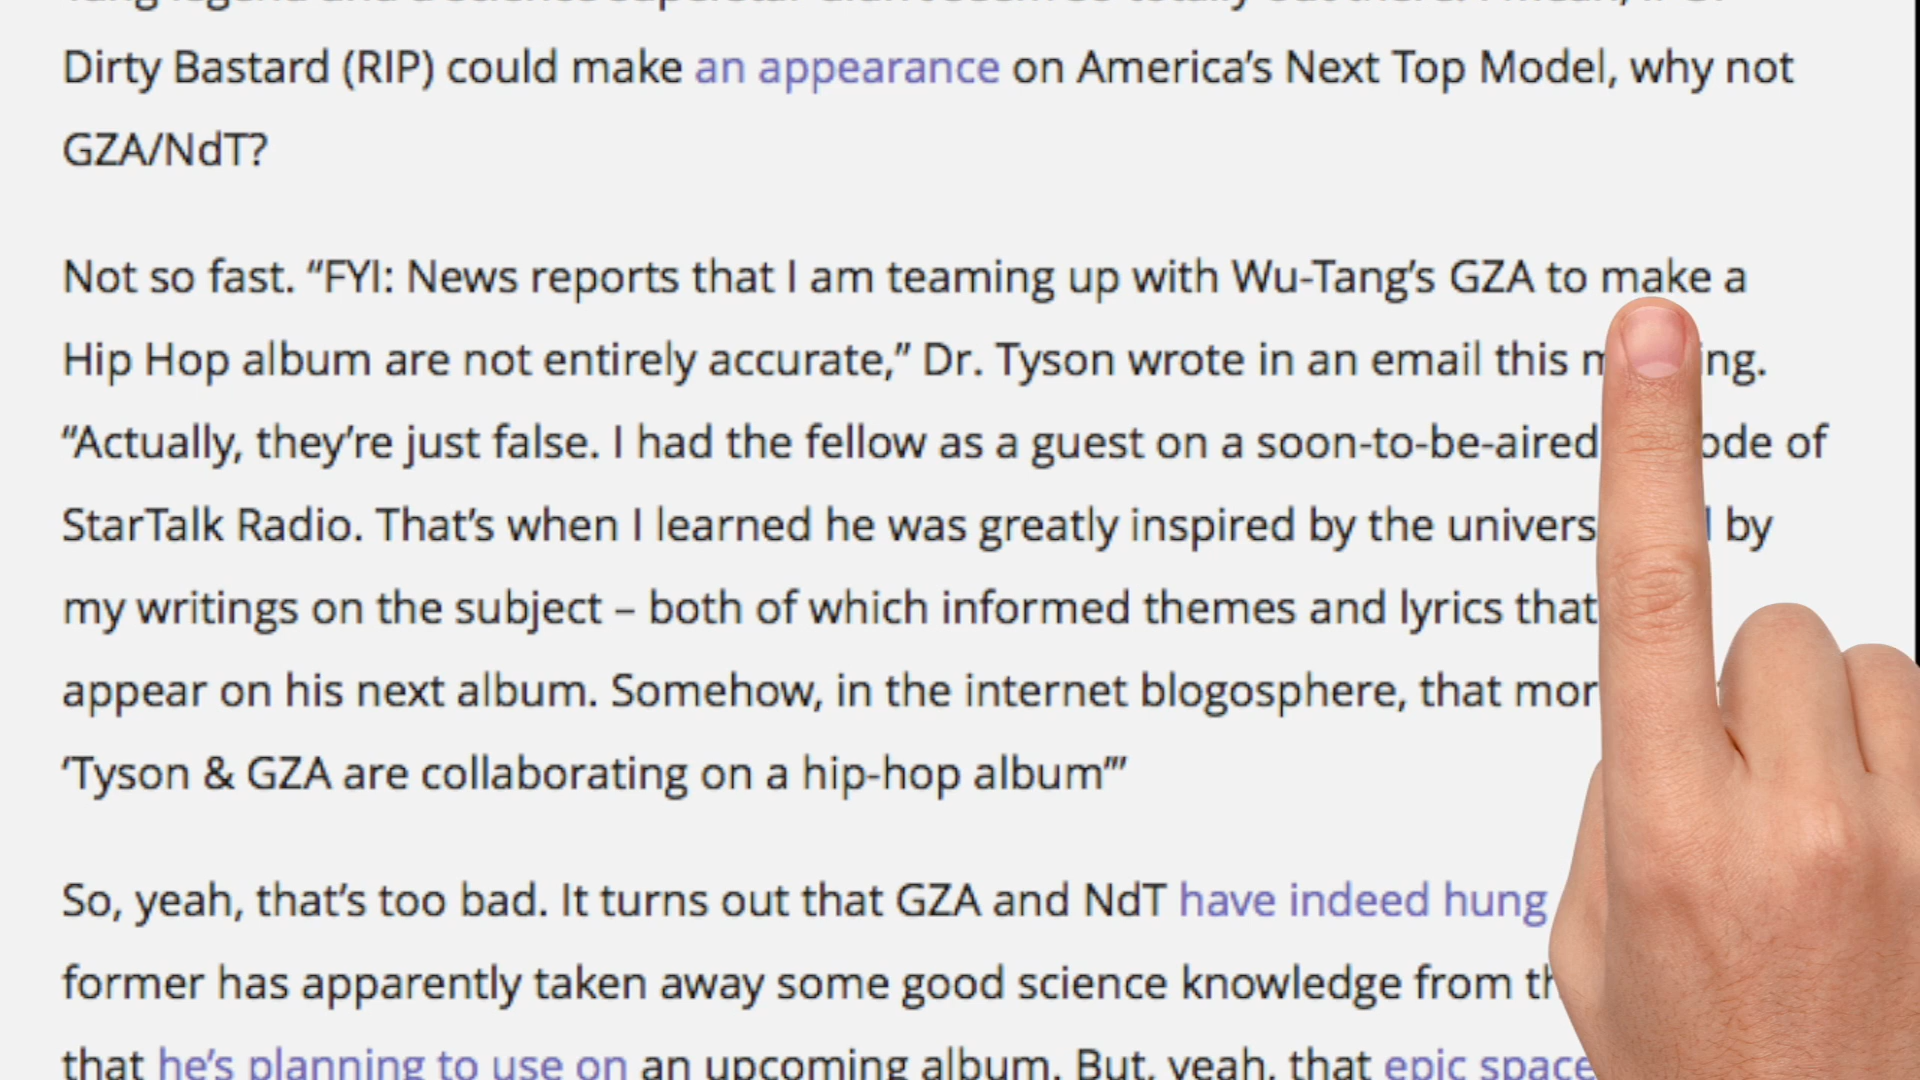 Dirty Bastard (RIP) could make an appearance on America’s Next Top Model, why not
GZA/NdT?
Not so fast. “FYI: News reports that I am teaming up with Wu-Tang’s GZA to make a
Hip Hop album are not entirely accurate,” Dr. Tyson wrote in an email this
“Actually, they’re just false. I had the fellow as a guest on a soon-to-be-aired of
StarTalk Radio. That’s when I learned he was greatly inspired by the by
my writings on the subject – both of which informed themes and lyrics that
appear on his next album. Somehow, in the internet blogosphere, that
‘Tyson & GZA are collaborating on a hip-hop album’”
So, yeah, that’s too bad. It turns out that GZA and NdT have indeed hung
former has apparently taken away some good science knowledge from
that he’s planning to use on an upcoming album. But, yeah, that epic space